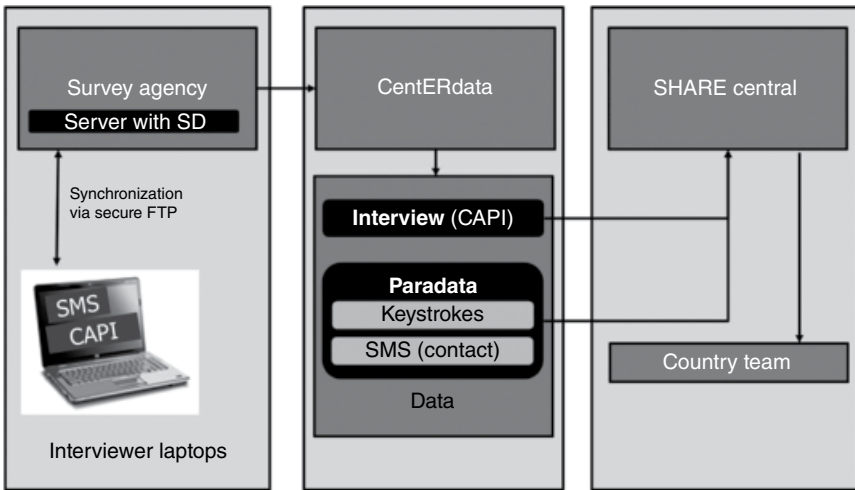 Survey agency
Server with SD
Synchronization
via secure FTP
SMS
CAPI
Interviewer laptops
CentERdata
Interview (CAPI)
Paradata
Keystrokes
SMS (contact)
Data
SHARE central
Country team